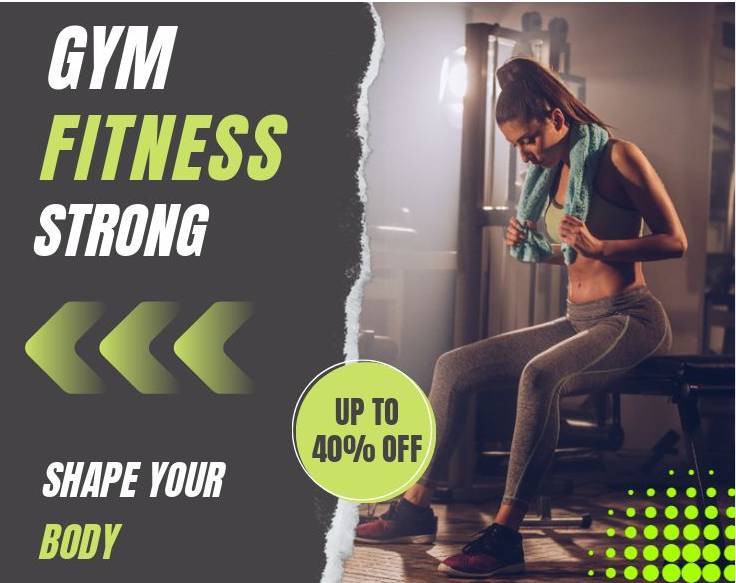 GYM
FITNESS
STRONG
UP TO
40% OFF
SHAPE YOUR
BODY